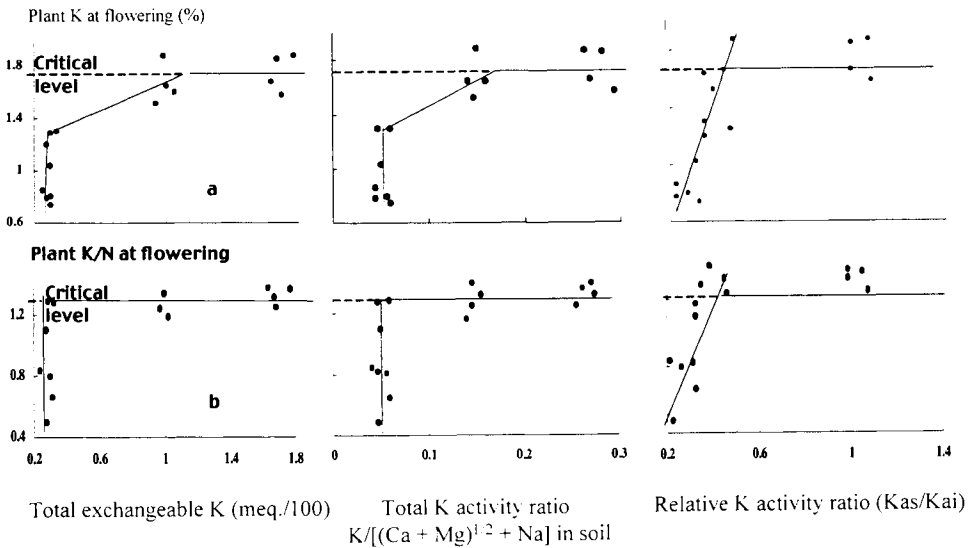 Plant K at flowering (%)
1.8
Critical
level
1.4
1
a
0.6
Plant K/N at flowering
Critical
level
1.2
0.8
b
0.4
0.2 0.6 1 1.4 1.8
0 0.1 0.2 0.3
0.2 0.6 1 1.4
Total exchangeable K (meq./100)
Total K activity ratio
K/[(Ca + Mg)^1/2 + Na] in soil
Relative K activity ratio (Kas/Kai)